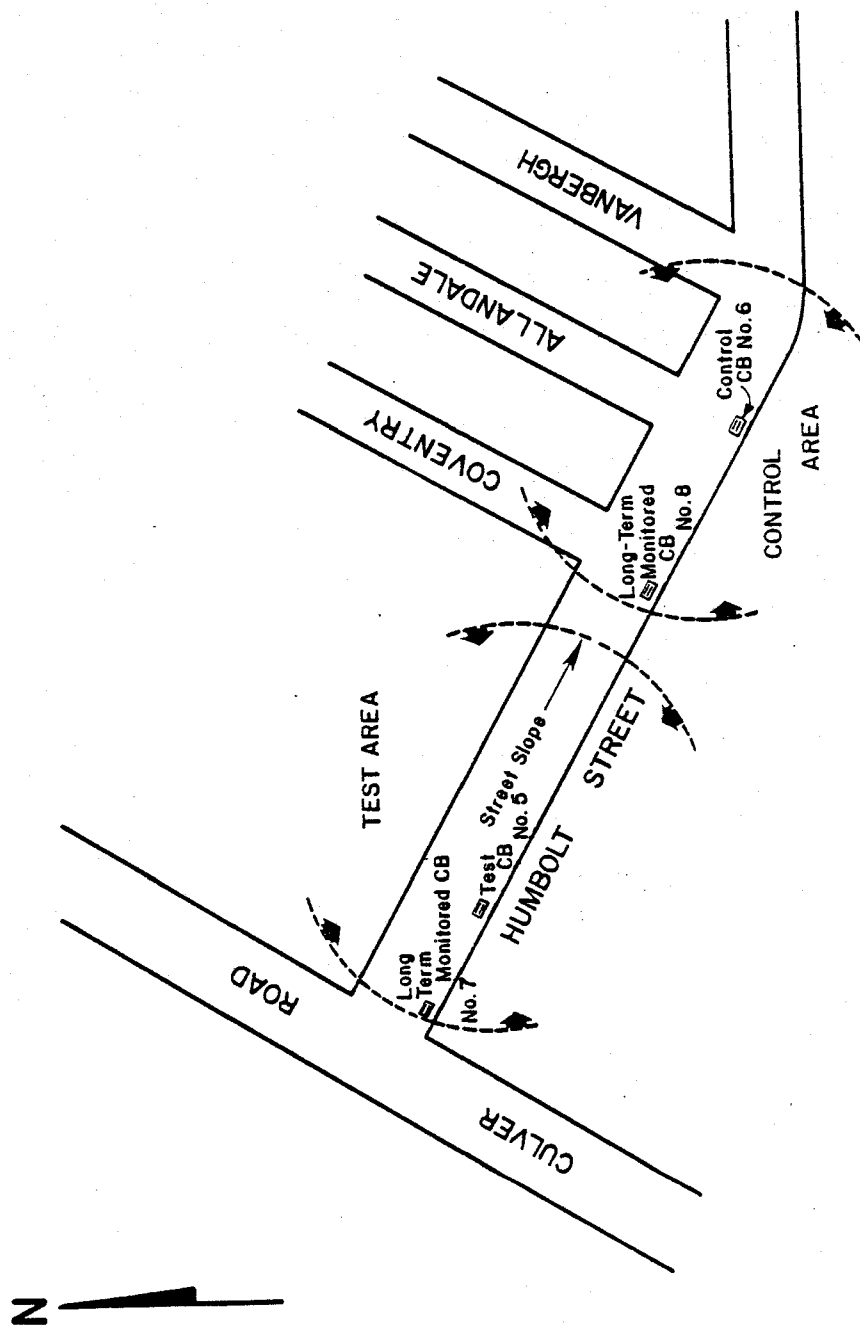 VANBERGH
ALLANDALE
COVENTRY
Control
CB No. 6
CONTROL
AREA
Long-Term
Monitored
CB
No. 8
TEST AREA
Street Slope
Test
CB
No. 5
HUMBOLT STREET
Long
Term
Monitored CB
No. 7
ROAD
CULVER
N